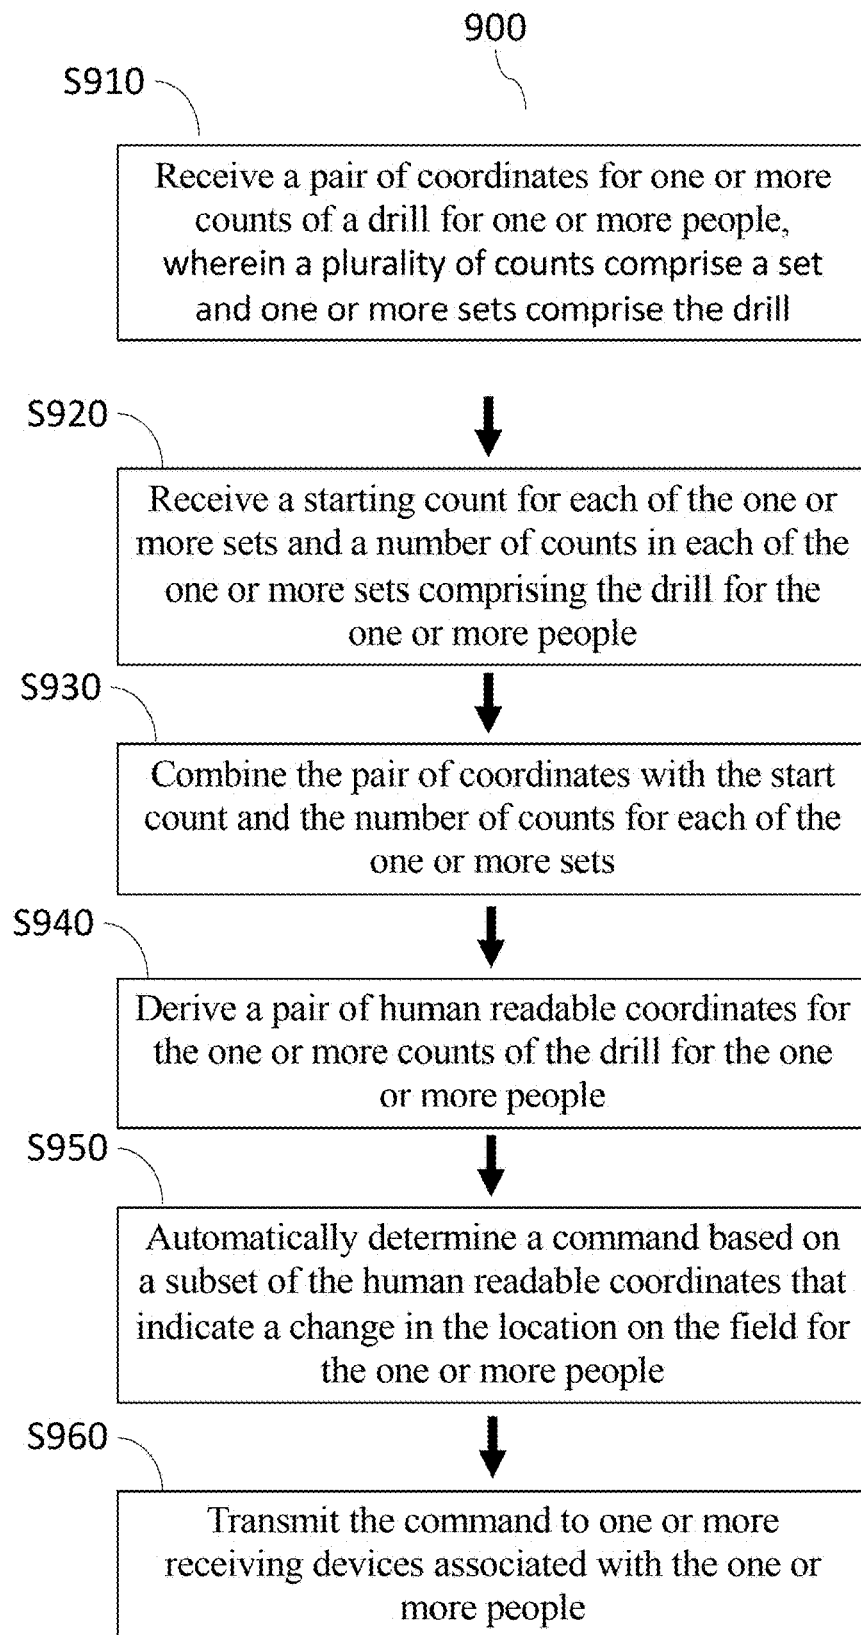 900
S910
Receive a pair of coordinates for one or more
counts of a drill for one or more people,
wherein a plurality of counts comprise a set
and one or more sets comprise the drill
S920
Receive a starting count for each of the one or
more sets and a number of counts in each of the
one or more sets comprising the drill for the
one or more people
S930
Combine the pair of coordinates with the start
count and the number of counts for each of the
one or more sets
S940
Derive a pair of human readable coordinates for
the one or more counts of the drill for the one
or more people
S950
Automatically determine a command based on
a subset of the human readable coordinates that
indicate a change in the location on the field for
the one or more people
S960
Transmit the command to one or more
receiving devices associated with the one or
more people